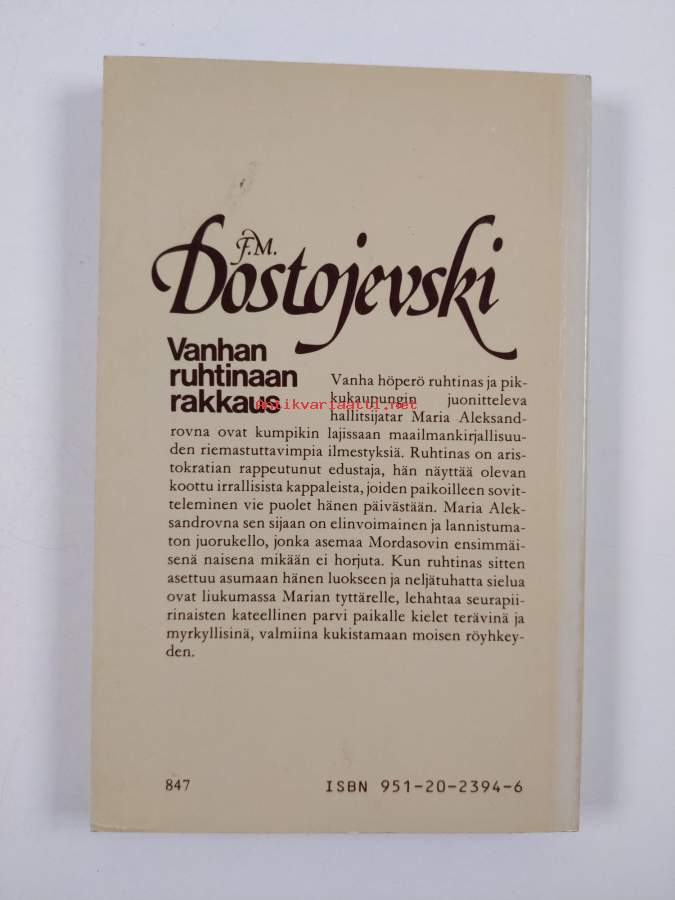 F.M.
Dostojevski
Vanhan
ruhtinaan
rakkaus
Vanha höperö ruhtinas ja pik-
kukaupungin juonitteleva
hallitsijatar Maria Aleksand-
rovna ovat kumpikin lajissaan maailmankirjallisuu-
den riemastuttavimpia ilmestyksiä. Ruhtinas on aris-
tokratian rappeutunut edustaja, hän näyttää olevan
koottu irrallisista kappaleista, joiden paikoilleen sovit-
teleminen vie puolet hänen päivästään. Maria Alek-
sandrovna sen sijaan on elinvoimainen ja lannistuma-
ton juorukello, jonka asemaa Mordasovin ensimmäi-
senä naisena mikään ei horjuta. Kun ruhtinas sitten
asettuu asumaan hänen luokseen ja neljätuhatta sielua
ovat liukumassa Marian tyttärelle, lehahtaa seurapii-
rinaisten kateellinen parvi paikalle kielet terävinä ja
myrkyllisinä, valmiina kukistamaan moisen röyhkey-
den.
antikvariaatti.net
847 ISBN 951-20-2394-6